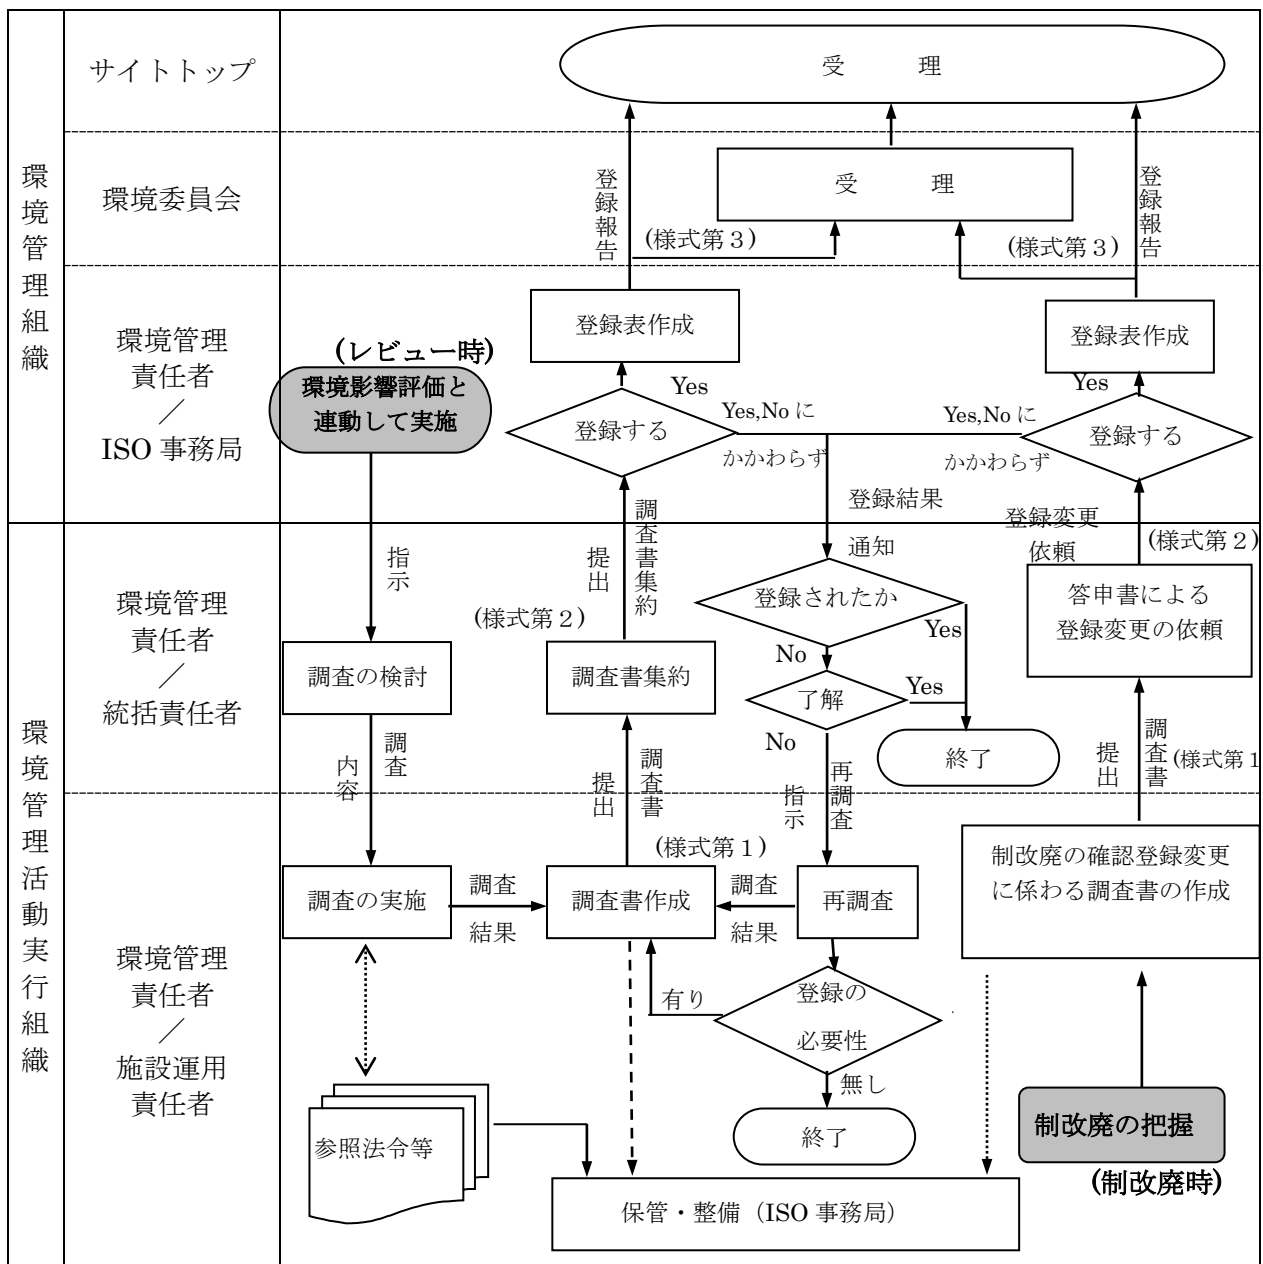 サイトトップ
受　　理
環境管理組織
環境委員会
受　　理
登録報告
(様式第３)
(様式第３)
登録報告
環境管理
責任者
／
ISO 事務局
(レビュー時)
環境影響評価と
連動して実施
登録表作成
登録表作成
Yes
Yes
登録する
Yes,No に
かかわらず
Yes,No に
かかわらず
登録する
登録結果
通知
環境管理活動実行組織
環境管理
責任者
／
統括責任者
指示
提出
調査書集約
(様式第２)
登録変更
依頼
(様式第２)
登録されたか
Yes
No
答申書による
登録変更の依頼
調査の検討
調査書集約
了解
Yes
No
終了
調査
内容
提出
調査書
再調査
指示
提出
調査書
(様式第１
環境管理
責任者
／
施設運用
責任者
(様式第１)
調査の実施
調査
結果
調査書作成
調査
結果
再調査
制改廃の確認登録変更
に係わる調査書の作成
有り
登録の
必要性
無し
終了
参照法令等
制改廃の把握
(制改廃時)
保管・整備（ISO 事務局）